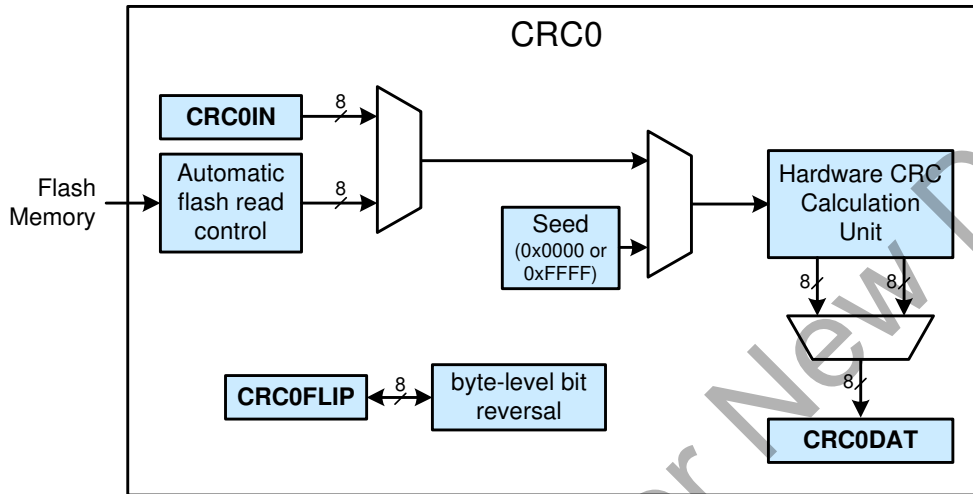 CRC0
CRC0IN
8
Automatic
flash read
control
8
Flash
Memory
Seed
(0x0000 or
0xFFFF)
Hardware CRC
Calculation
Unit
8
8
8
CRC0FLIP
8
byte-level bit
reversal
CRC0DAT
New